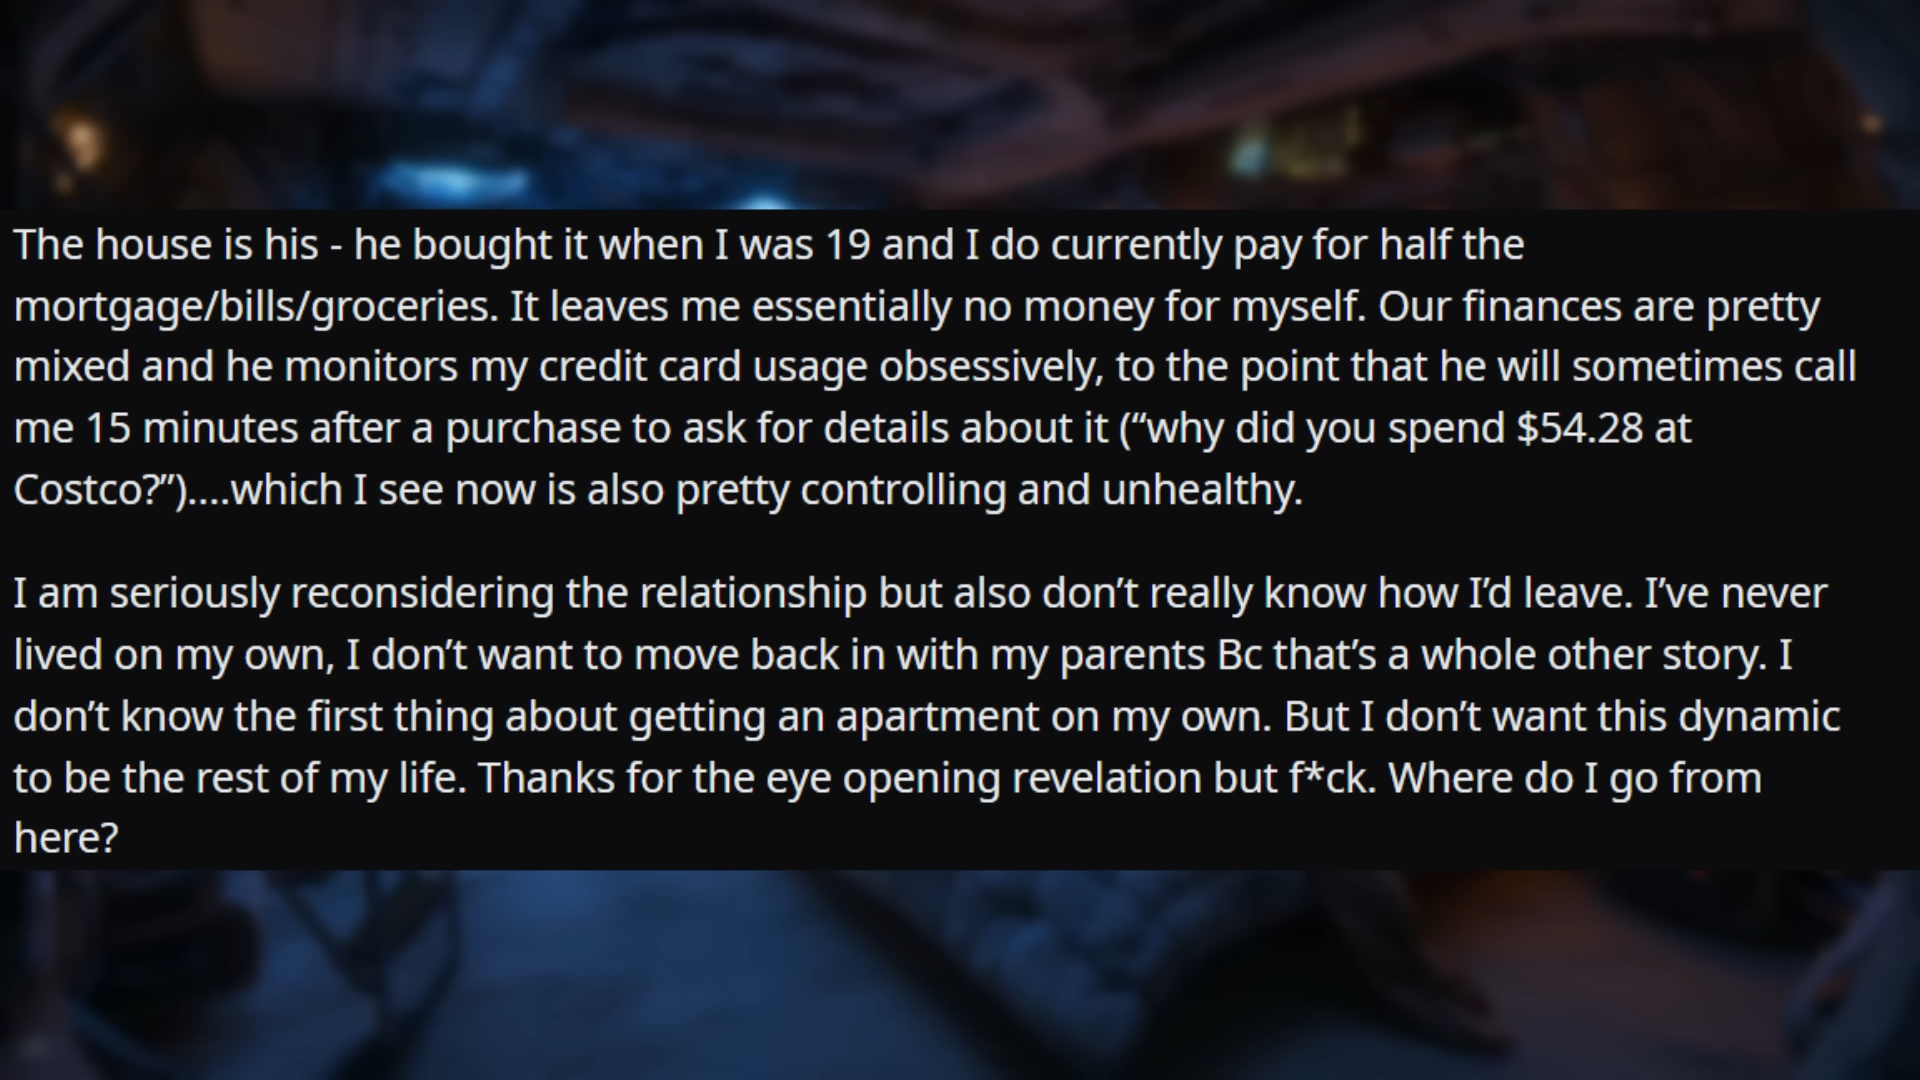 The house is his - he bought it when I was 19 and I do currently pay for half the
mortgage/bills/groceries. It leaves me essentially no money for myself. Our finances are pretty
mixed and he monitors my credit card usage obsessively, to the point that he will sometimes call
me 15 minutes after a purchase to ask for details about it (“why did you spend $54.28 at
Costco?”)....which I see now is also pretty controlling and unhealthy.
I am seriously reconsidering the relationship but also don’t really know how I’d leave. I’ve never
lived on my own, I don’t want to move back in with my parents Bc that’s a whole other story. I
don’t know the first thing about getting an apartment on my own. But I don’t want this dynamic
to be the rest of my life. Thanks for the eye opening revelation but f*ck. Where do I go from
here?